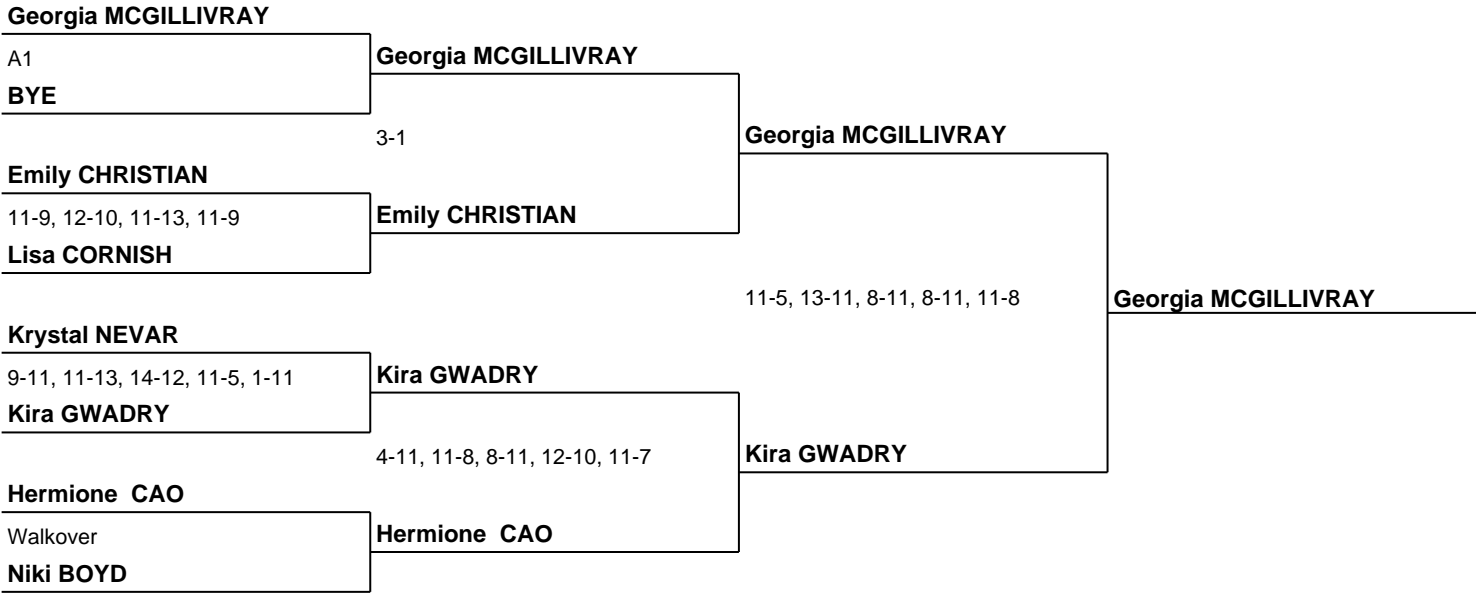 Georgia MCGILLIVRAY
A1
BYE
Georgia MCGILLIVRAY
3-1
Georgia MCGILLIVRAY
Emily CHRISTIAN
11-9, 12-10, 11-13, 11-9
Lisa CORNISH
Emily CHRISTIAN
11-5, 13-11, 8-11, 8-11, 11-8
Georgia MCGILLIVRAY
Krystal NEVAR
9-11, 11-13, 14-12, 11-5, 1-11
Kira GWADRY
Kira GWADRY
4-11, 11-8, 8-11, 12-10, 11-7
Kira GWADRY
Hermione  CAO
Walkover
Niki BOYD
Hermione  CAO